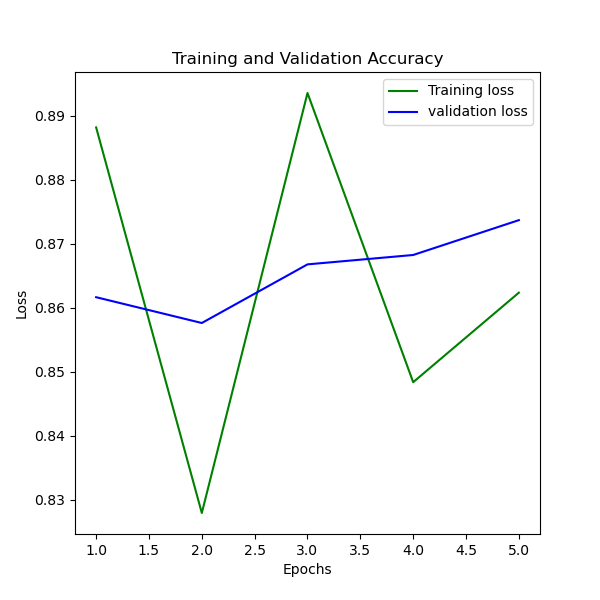 Training and Validation Accuracy
Training loss
validation loss
0.89
0.88
0.87
0.86
0.85
0.84
0.83
Loss
1.0 1.5 2.0 2.5 3.0 3.5 4.0 4.5 5.0
Epochs